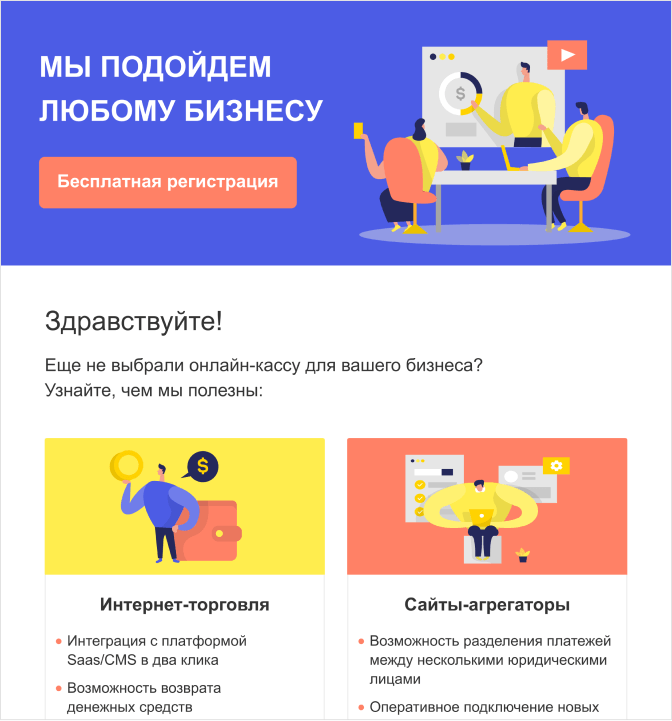 МЫ ПОДОЙДЕМ
ЛЮБОМУ БИЗНЕСУ
Бесплатная регистрация
$
Здравствуйте!
Еще не выбрали онлайн-кассу для вашего бизнеса?
Узнайте, чем мы полезны:
$
Интернет-торговля
• Интеграция с платформой
Saas/CMS в два клика
• Возможность возврата
денежных средств
Сайты-агрегаторы
• Возможность разделения платежей
между несколькими юридическими
лицами
• Оперативное подключение новых